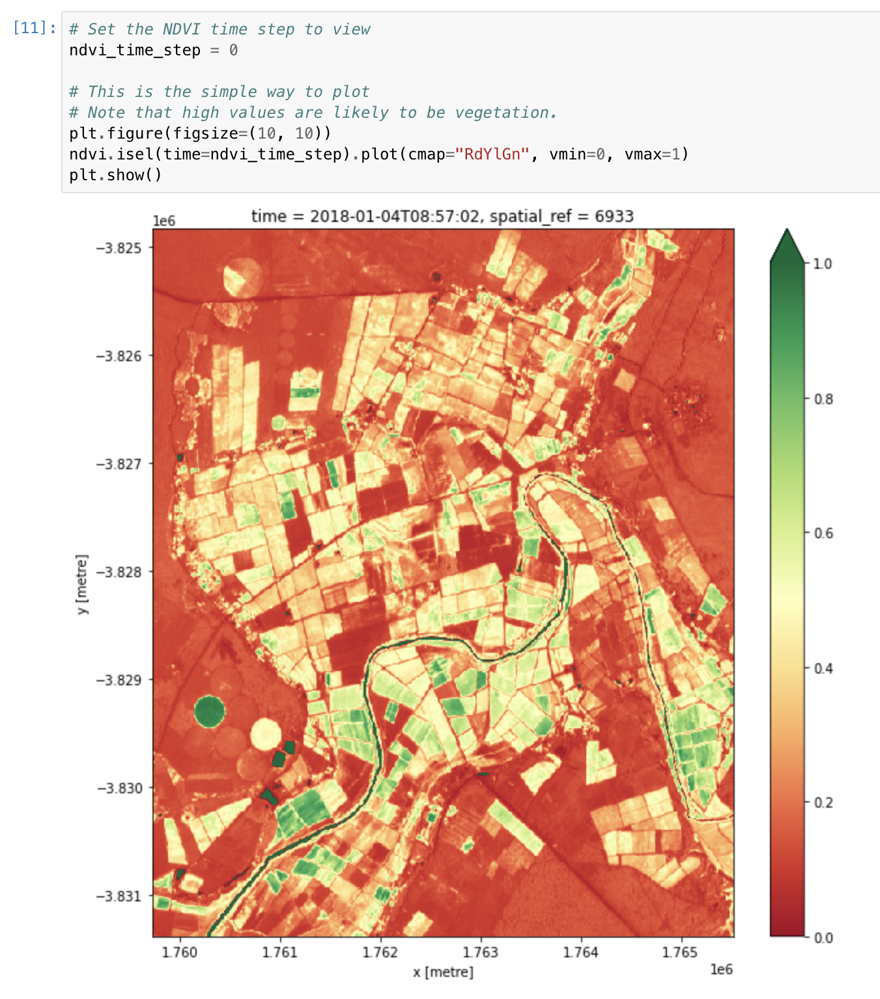 [11]:
# Set the NDVI time step to view
ndvi_time_step = 0
# This is the simple way to plot
# Note that high values are likely to be vegetation.
plt.figure(figsize=(10, 10))
ndvi.isel(time=ndvi_time_step).plot(cmap="RdYlGn", vmin=0, vmax=1)
plt.show()
1e6
time = 2018-01-04T08:57:02, spatial_ref = 6933
−3.825
−3.826
−3.827
−3.828
−3.829
−3.830
−3.831
y [metre]
1.760 1.761 1.762 1.763 1.764 1.765
1e6
x [metre]
1.0
0.8
0.6
0.4
0.2
0.0